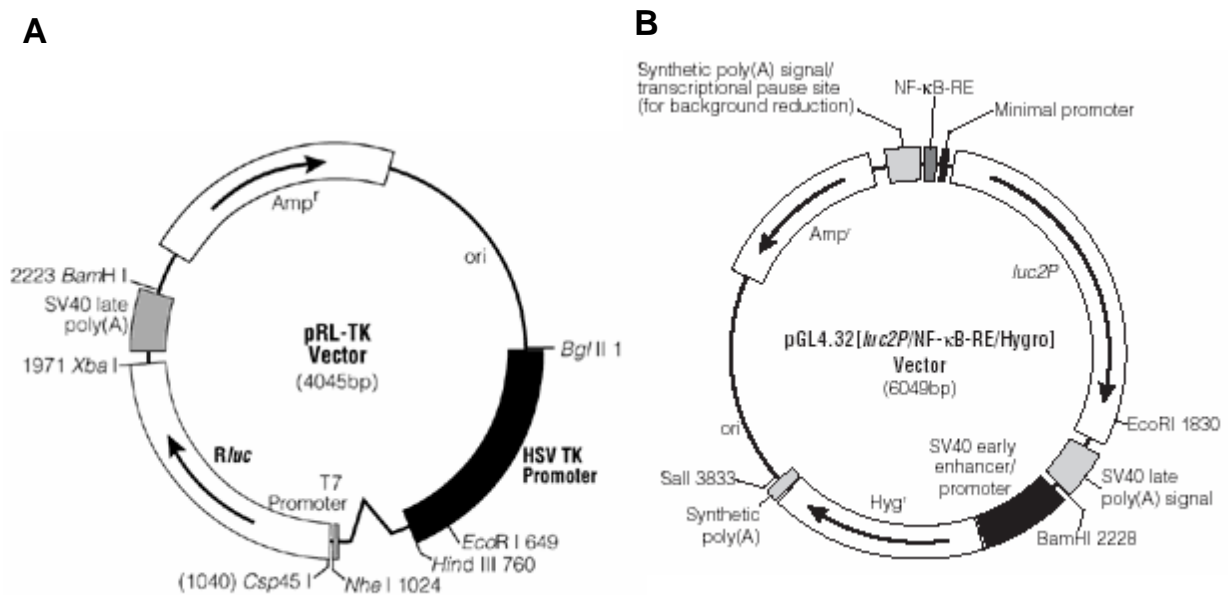 A
Ampʳ
ori
2223 BamH I
SV40 late
poly(A)
pRL-TK
Vector
(4045bp)
Bgl II 1
1971 Xba I
Rluc
HSV TK
Promoter
T7
Promoter
EcoR I 649
Hind III 760
(1040) Csp45 I
Nhe I 1024
B
Synthetic poly(A) signal/
transcriptional pause site
(for background reduction)
NF-κB-RE
Minimal promoter
Ampʳ
luc2P
pGL4.32[luc2P/NF-κB-RE/Hygro]
Vector
(6049bp)
ori
EcoRI 1830
SV40 early
enhancer/
promoter
SV40 late
poly(A) signal
SalI 3833
Hygʳ
Synthetic
poly(A)
BamHI 2228